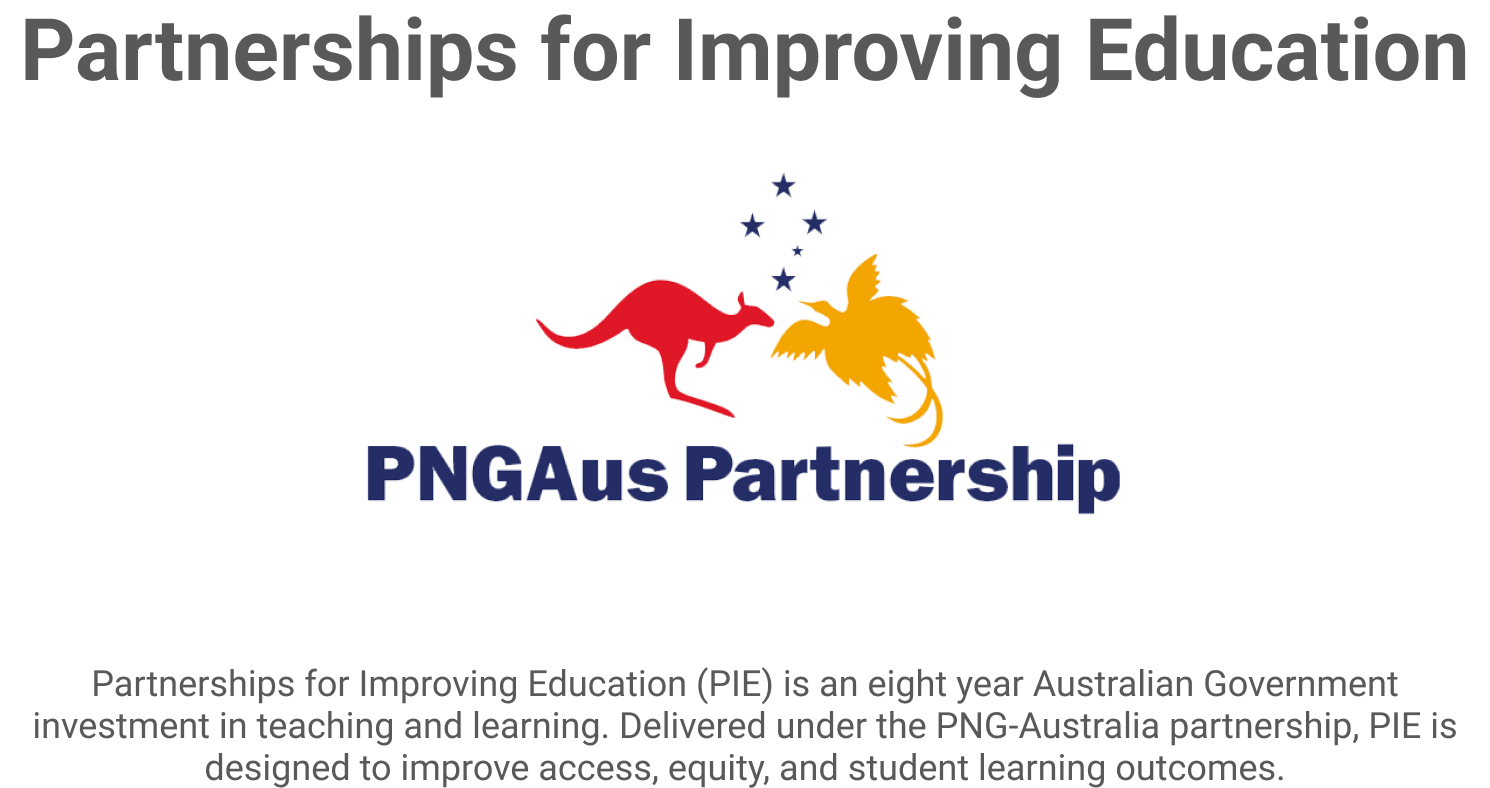 Partnerships for Improving Education
PNGAus Partnership
Partnerships for Improving Education (PIE) is an eight year Australian Government
investment in teaching and learning. Delivered under the PNG-Australia partnership, PIE is
designed to improve access, equity, and student learning outcomes.